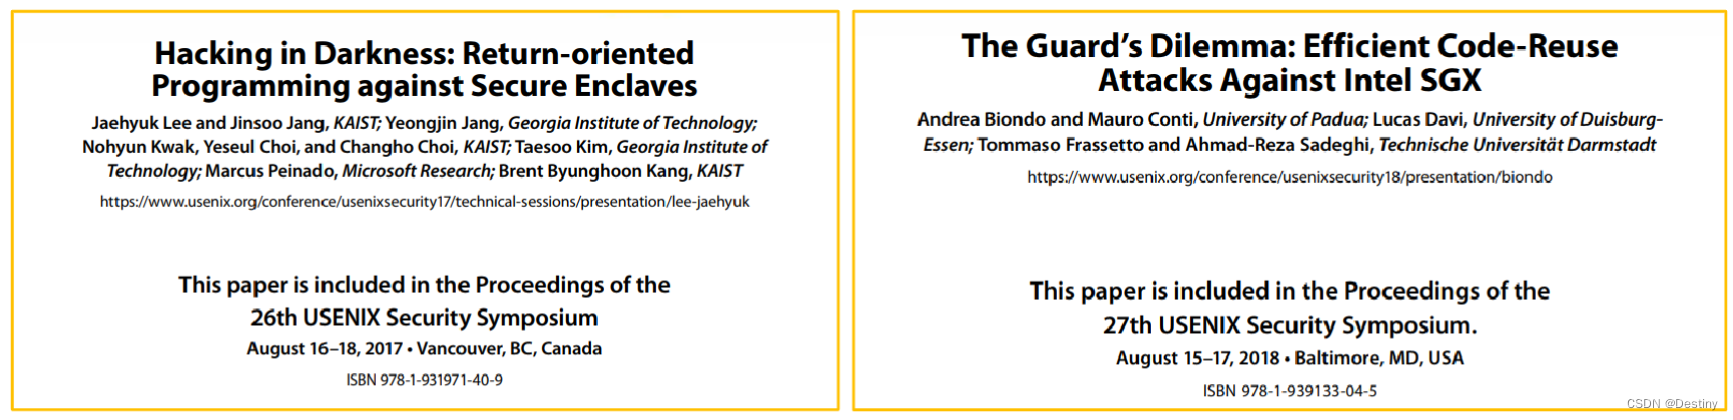 Hacking in Darkness: Return-oriented
Programming against Secure Enclaves
Jaehyuk Lee and Jinsoo Jang, KAIST; Yeongjin Jang, Georgia Institute of Technology;
Nohyun Kwak, Yeseul Choi, and Changho Choi, KAIST; Taesoo Kim, Georgia Institute of
Technology; Marcus Peinado, Microsoft Research; Brent Byunghoon Kang, KAIST
https://www.usenix.org/conference/usenixsecurity17/technical-sessions/presentation/lee-jaehyuk
This paper is included in the Proceedings of the
26th USENIX Security Symposium
August 16–18, 2017 • Vancouver, BC, Canada
ISBN 978-1-931971-40-9
The Guard’s Dilemma: Efficient Code-Reuse
Attacks Against Intel SGX
Andrea Biondo and Mauro Conti, University of Padua; Lucas Davi, University of Duisburg-
Essen; Tommaso Frassetto and Ahmad-Reza Sadeghi, Technische Universität Darmstadt
https://www.usenix.org/conference/usenixsecurity18/presentation/biondo
This paper is included in the Proceedings of the
27th USENIX Security Symposium.
August 15–17, 2018 • Baltimore, MD, USA
ISBN 978-1-939133-04-5
CSDN @Destiny